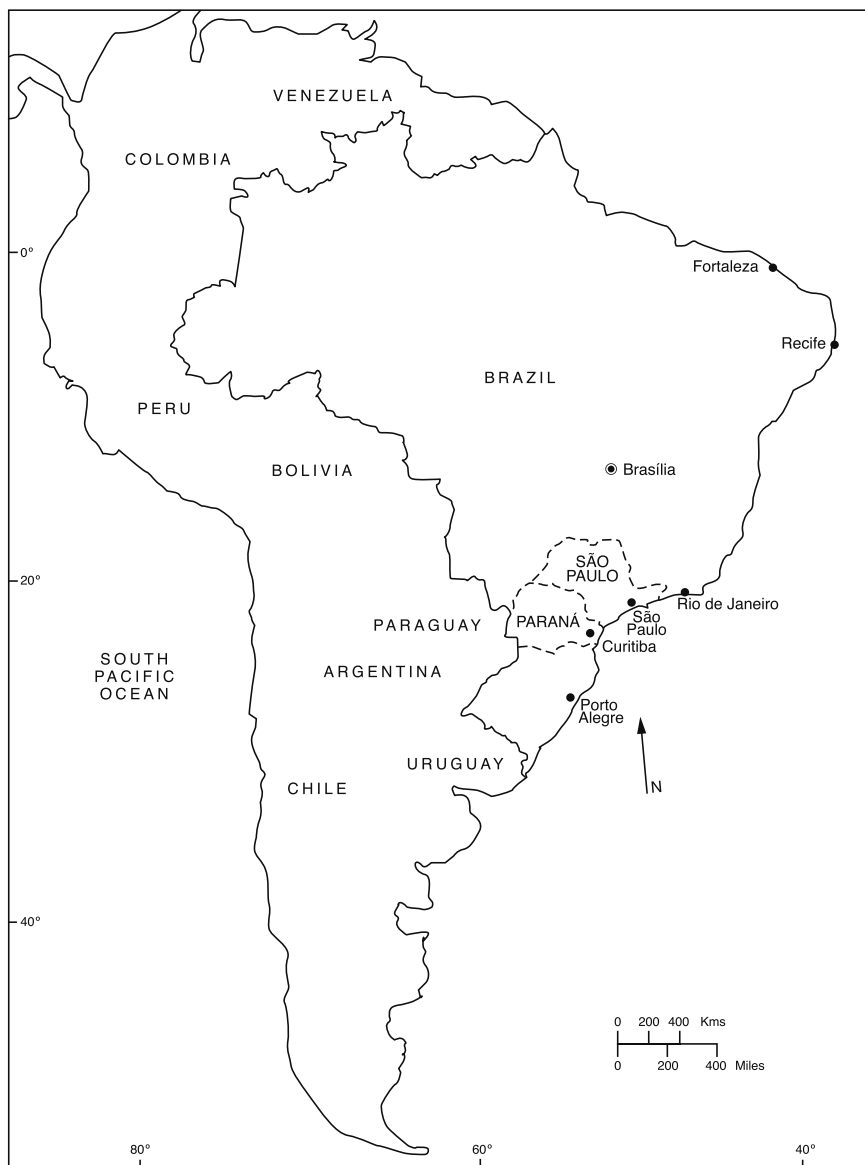 VENEZUELA
COLOMBIA
0°
Fortaleza
Recife
BRAZIL
PERU
BOLIVIA
Brasília
SÃO
PAULO
20°
Rio de Janeiro
São
Paulo
PARANÁ
PARAGUAY
Curitiba
SOUTH
PACIFIC
OCEAN
ARGENTINA
Porto
Alegre
URUGUAY
N
CHILE
40°
0 200 400 Kms
0 200 400 Miles
80° 60° 40°